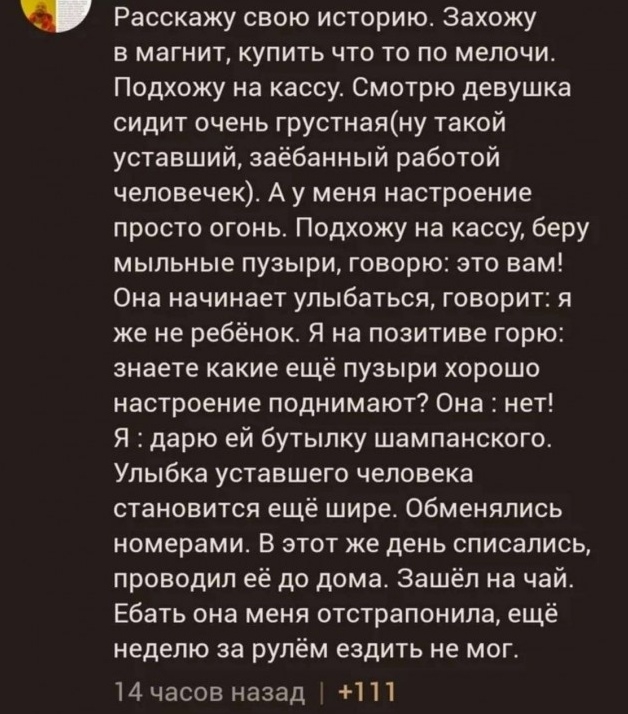 Расскажу свою историю. Захожу
в магнит, купить что то по мелочи.
Подхожу на кассу. Смотрю девушка
сидит очень грустная(ну такой
уставший, заёбанный работой
человечек). А у меня настроение
просто огонь. Подхожу на кассу, беру
мыльные пузыри, говорю: это вам!
Она начинает улыбаться, говорит: я
же не ребёнок. Я на позитиве горю:
знаете какие ещё пузыри хорошо
настроение поднимают? Она : нет!
Я : дарю ей бутылку шампанского.
Улыбка уставшего человека
становится ещё шире. Обменялись
номерами. В этот же день списались,
проводил её до дома. Зашёл на чай.
Ебать она меня отстрапонила, ещё
неделю за рулём ездить не мог.
14 часов назад | +111